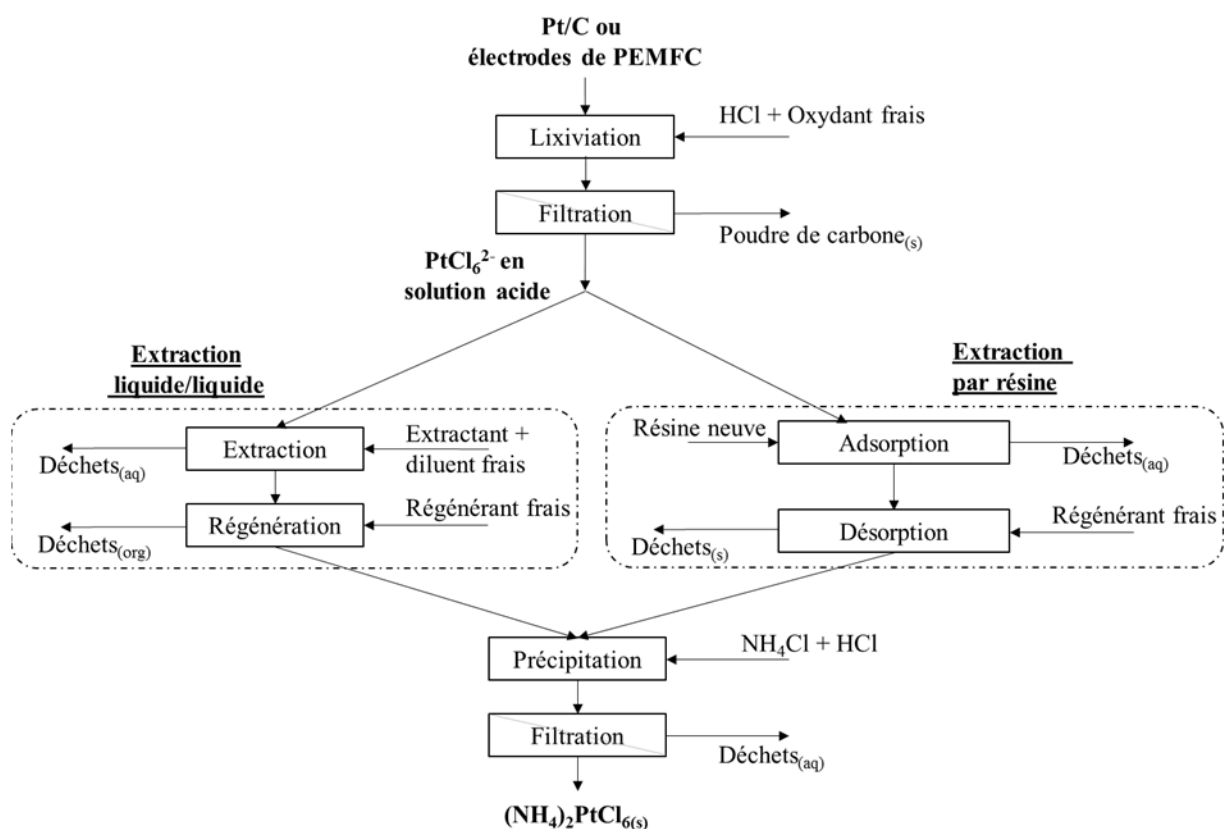 Pt/C ou
électrodes de PEMFC
HCl + Oxydant frais
Lixiviation
Filtration
Poudre de carbone(s)
PtCl₆²⁻ en
solution acide
Extraction
liquide/liquide
Extraction
par résine
Extractant +
diluent frais
Extraction
Déchets(aq)
Régénérant frais
Régénération
Déchets(org)
Résine neuve
Adsorption
Déchets(aq)
Régénérant frais
Désorption
Déchets(s)
NH₄Cl + HCl
Précipitation
Filtration
Déchets(aq)
(NH₄)₂PtCl₆(s)